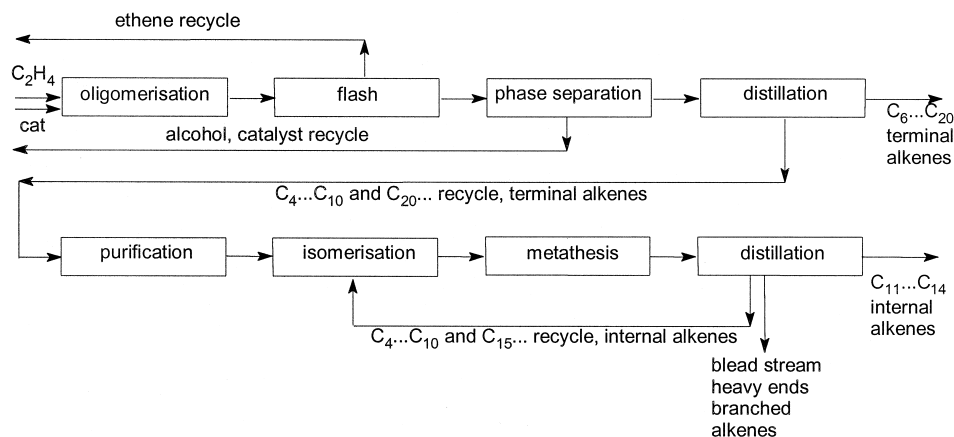 ethene recycle
C₂H₄
oligomerisation
flash
phase separation
distillation
cat
C₆...C₂₀
terminal
alkenes
alcohol, catalyst recycle
C₄...C₁₀ and C₂₀... recycle, terminal alkenes
purification
isomerisation
metathesis
distillation
C₁₁...C₁₄
internal
alkenes
C₄...C₁₀ and C₁₅... recycle, internal alkenes
blead stream
heavy ends
branched
alkenes